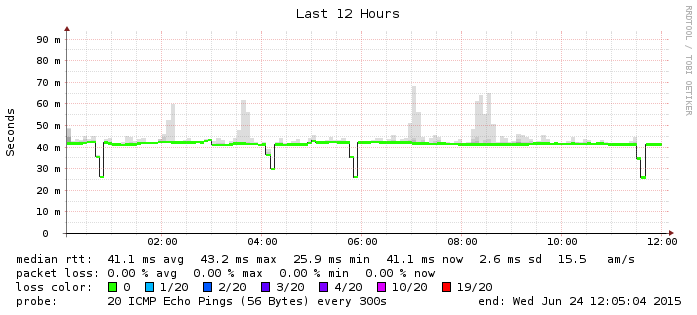 Last 12 Hours
RRDTOOL / TOBI OETIKER
Seconds
90 m
80 m
70 m
60 m
50 m
40 m
30 m
20 m
10 m
0
02:00 04:00 06:00 08:00 10:00 12:00
median rtt: 41.1 ms avg 43.2 ms max 25.9 ms min 41.1 ms now 2.6 ms sd 15.5 am/s
packet loss: 0.00 % avg 0.00 % max 0.00 % min 0.00 % now
loss color: 0 1/20 2/20 3/20 4/20 10/20 19/20
probe: 20 ICMP Echo Pings (56 Bytes) every 300s end: Wed Jun 24 12:05:04 2015